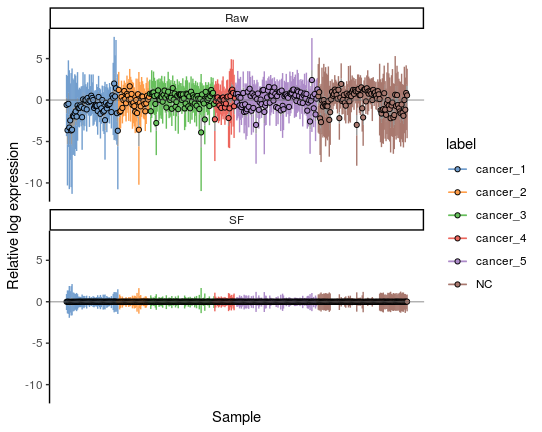 Raw
5
0
-5
-10
SF
5
0
-5
-10
Relative log expression
Sample
label
cancer_1
cancer_2
cancer_3
cancer_4
cancer_5
NC